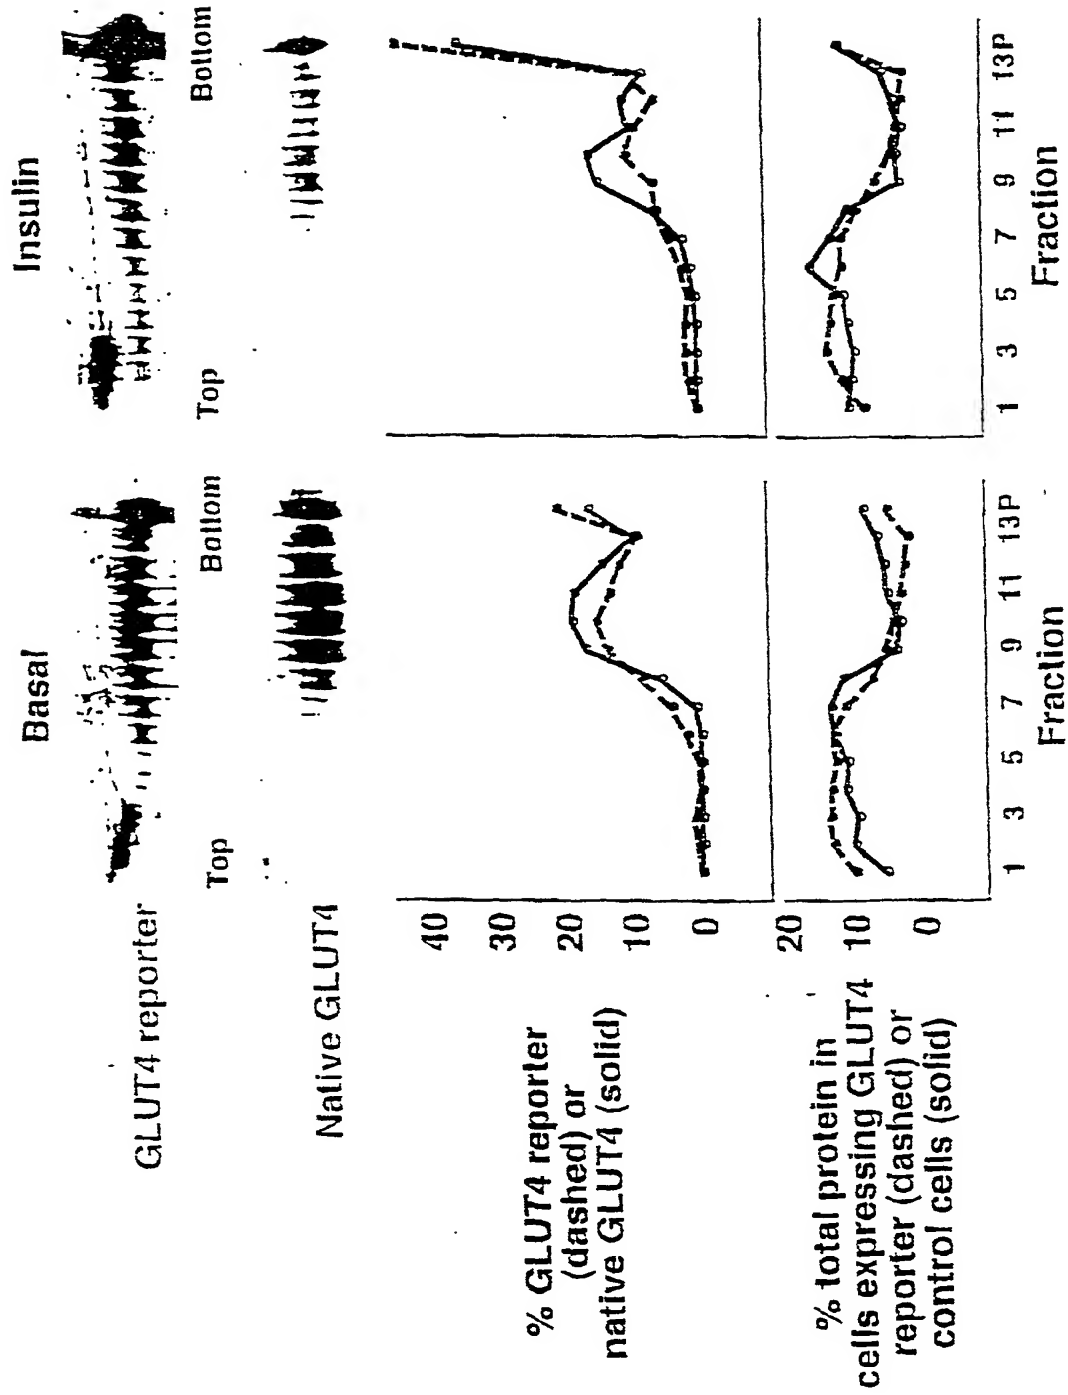 Basal
Insulin
GLUT4 reporter
Top
Bottom
Top
Bottom
Native GLUT4
% GLUT4 reporter
(dashed) or
native GLUT4 (solid)
40
30
20
10
0
% total protein in
cells expressing GLUT4
reporter (dashed) or
control cells (solid)
20
10
0
1 3 5 7 9 11 13P
1 3 5 7 9 11 13P
Fraction
Fraction